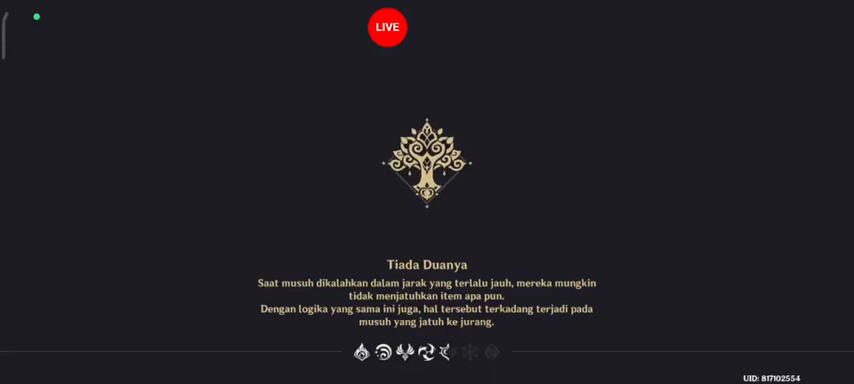 LIVE
Tiada Duanya
Saat musuh dikalahkan dalam jarak yang terlalu jauh, mereka mungkin
tidak menjatuhkan item apa pun.
Dengan logika yang sama ini juga, hal tersebut terkadang terjadi pada
musuh yang jatuh ke jurang.
UID: 817102554